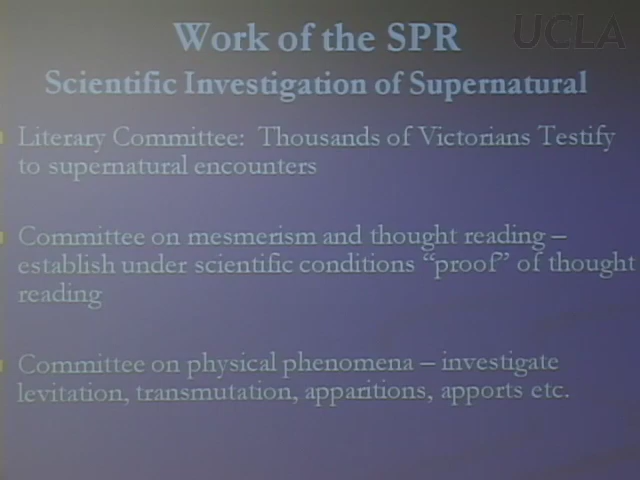 UCLA
Work of the SPR
Scientific Investigation of Supernatural
Literary Committee: Thousands of Victorians Testify
to supernatural encounters
Committee on mesmerism and thought reading –
establish under scientific conditions “proof” of thought
reading
Committee on physical phenomena – investigate
levitation, transmutation, apparitions, apports etc.